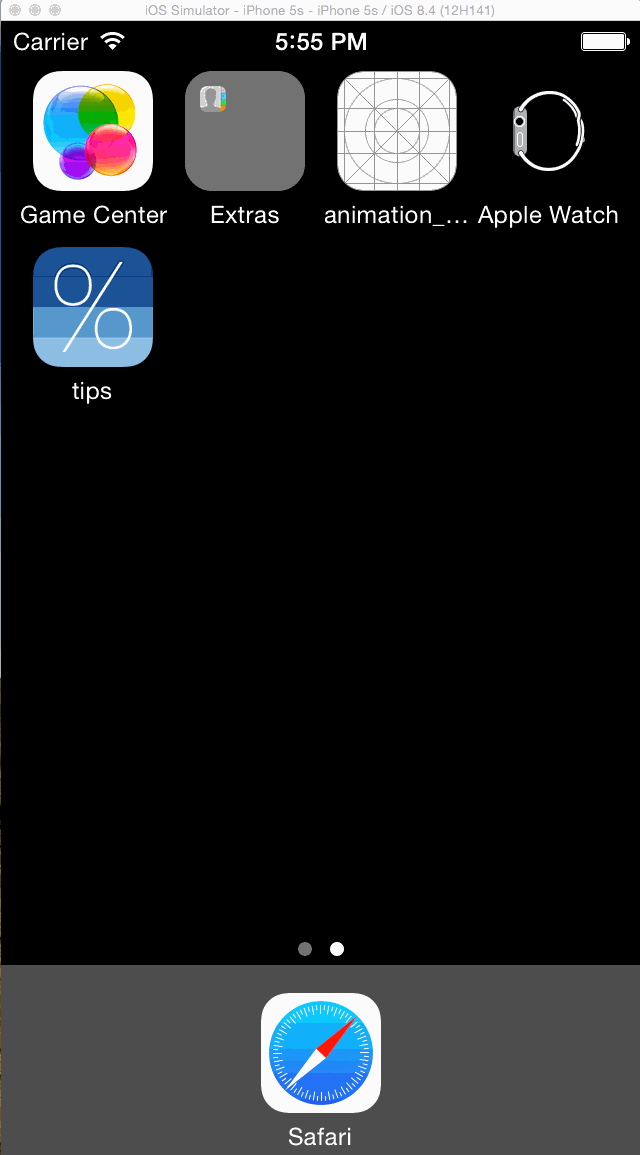 iOS Simulator - iPhone 5s - iPhone 5s / iOS 8.4 (12H141)
Carrier 5:55 PM
Game Center Extras animation_... Apple Watch
%
tips
Safari